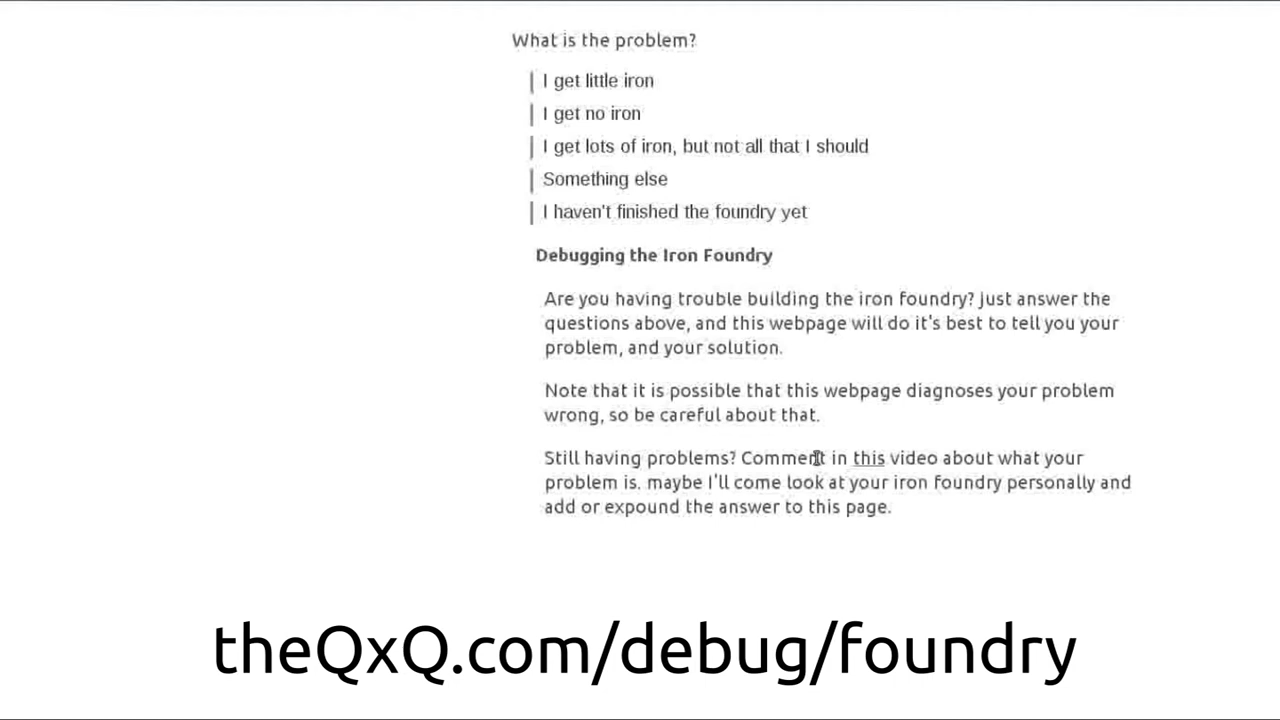 What is the problem?
I get little iron
I get no iron
I get lots of iron, but not all that I should
Something else
I haven't finished the foundry yet
Debugging the Iron Foundry
Are you having trouble building the iron foundry? Just answer the
questions above, and this webpage will do it's best to tell you your
problem, and your solution.
Note that it is possible that this webpage diagnoses your problem
wrong, so be careful about that.
Still having problems? Comment in this video about what your
problem is. maybe I'll come look at your iron foundry personally and
add or expound the answer to this page.
theQxQ.com/debug/foundry